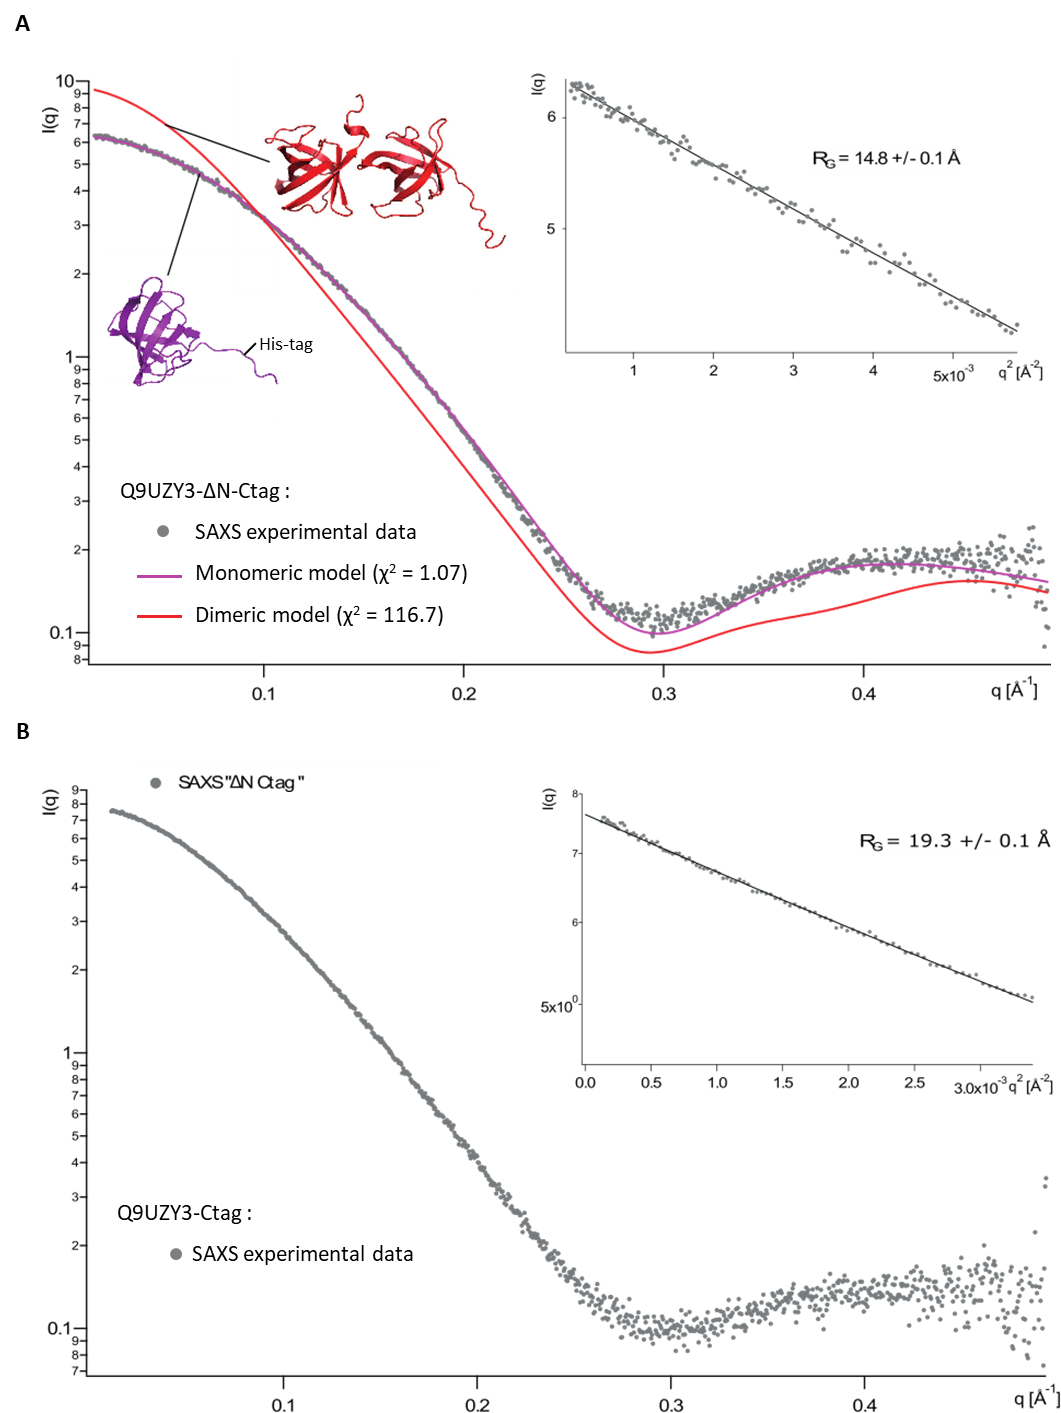 A
I(q)
10
9
8
7
6
5
4
3
2
1
9
8
7
6
5
4
3
2
0.1
9
8
0.1
0.2
0.3
0.4
q [Å⁻¹]
His-tag
Q9UZY3-ΔN-Ctag :
SAXS experimental data
Monomeric model (χ² = 1.07)
Dimeric model (χ² = 116.7)
I(q)
6
5
R_G = 14.8 +/- 0.1 Å
1
2
3
4
5x10⁻³
q² [Å⁻²]
B
SAXS "ΔN Ctag"
I(q)
9
8
7
6
5
4
3
2
1
9
8
7
6
5
4
3
2
0.1
9
8
7
0.1
0.2
0.3
0.4
q [Å⁻¹]
Q9UZY3-Ctag :
SAXS experimental data
I(q)
8
7
6
5x10⁰
R_G = 19.3 +/- 0.1 Å
0.0
0.5
1.0
1.5
2.0
2.5
3.0x10⁻³
q² [Å⁻²]